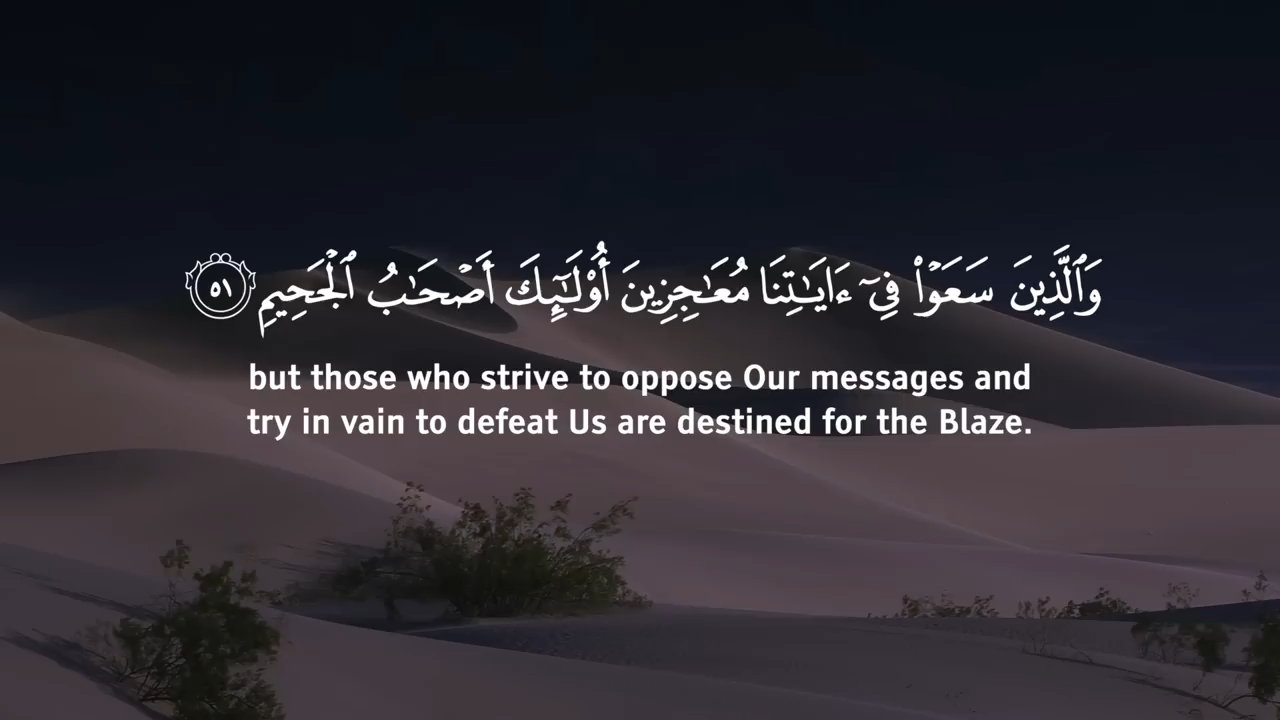 وَٱلَّذِينَ سَعَوْا۟ فِىٓ ءَايَـٰتِنَا مُعَـٰجِزِينَ أُو۟لَـٰٓئِكَ أَصْحَـٰبُ ٱلْجَحِيمِ ٥١
but those who strive to oppose Our messages and
try in vain to defeat Us are destined for the Blaze.